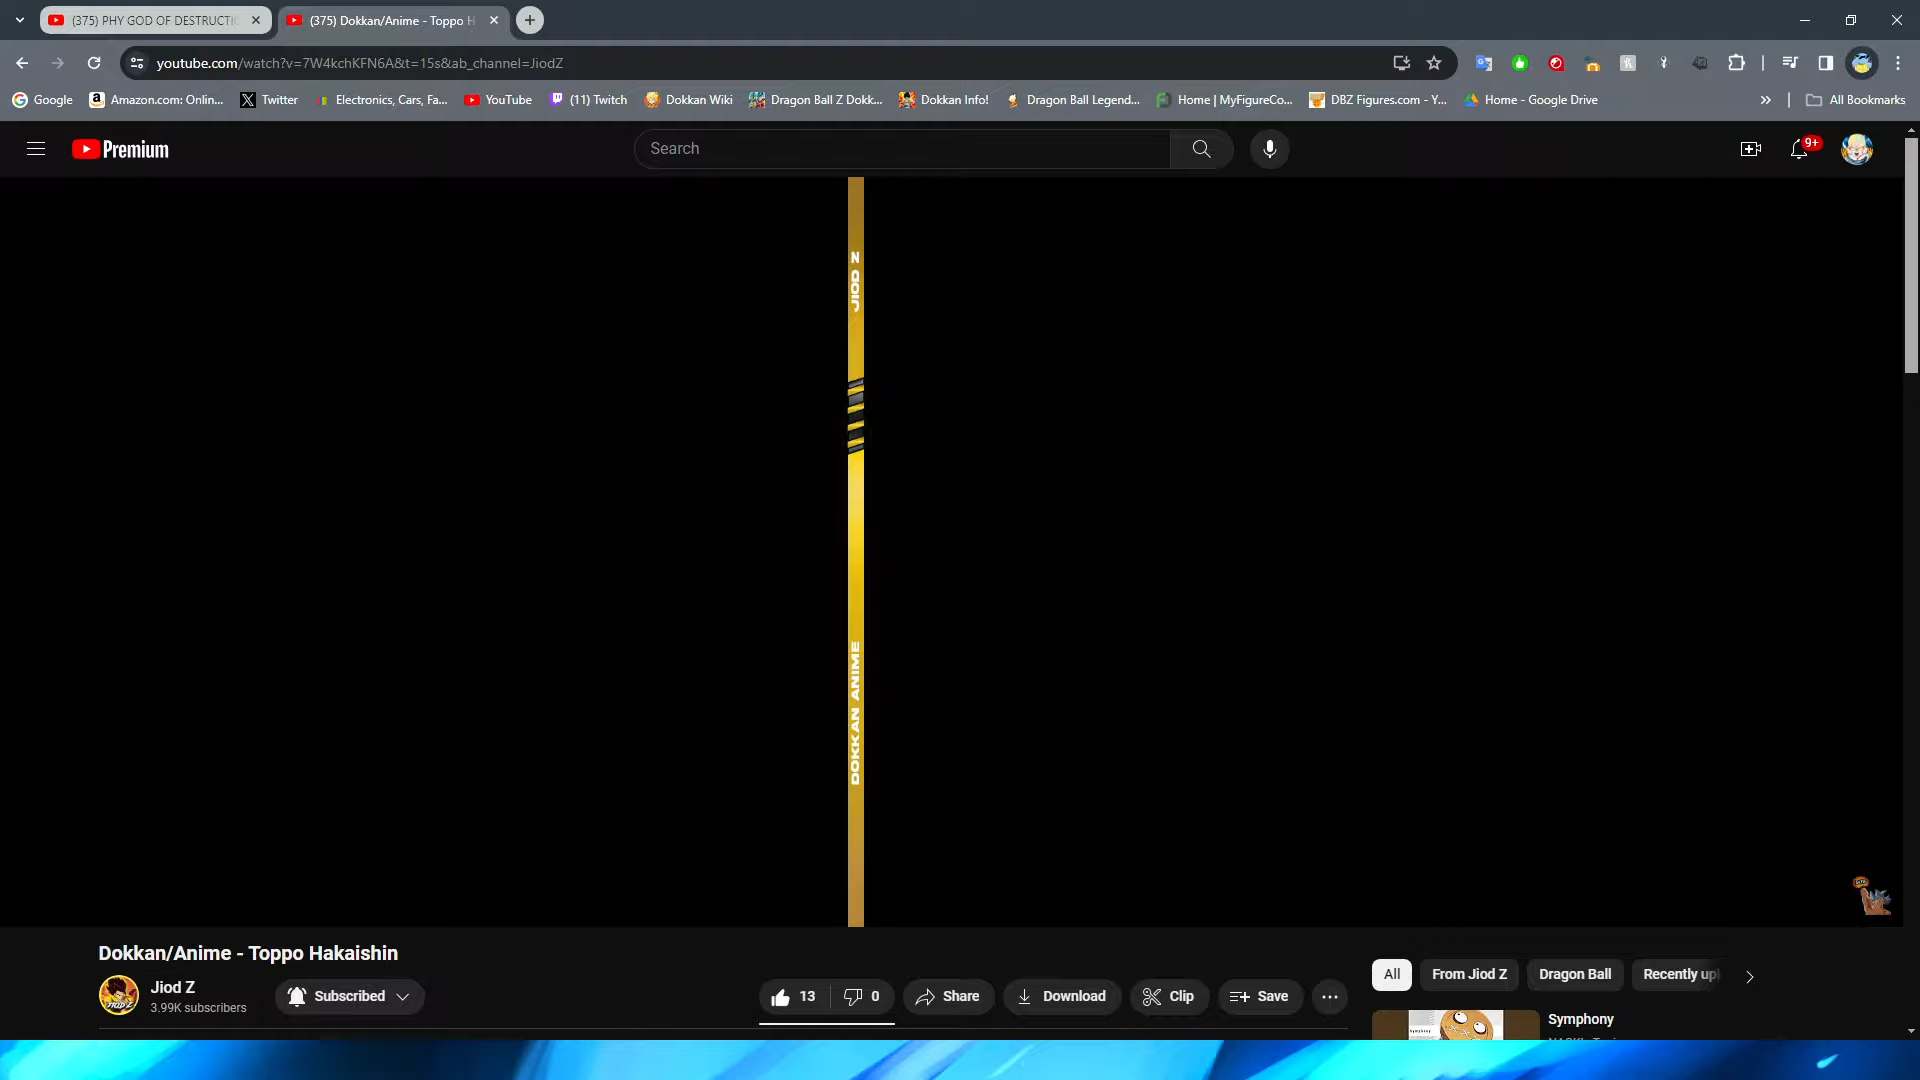 (375) PHY GOD OF DESTRUCTI
(375) Dokkan/Anime - Toppo H
youtube.com/watch?v=7W4kchKFN6A&t=15s&ab_channel=JiodZ
Google
Amazon.com: Onlin...
Twitter
Electronics, Cars, Fa...
YouTube
(11) Twitch
Dokkan Wiki
Dragon Ball Z Dokk...
Dokkan Info!
Dragon Ball Legend...
Home | MyFigureCo...
DBZ Figures.com - Y...
Home - Google Drive
All Bookmarks
Premium
Search
9+
JIOD Z
DOKKAN ANIME
Dokkan/Anime - Toppo Hakaishin
Jiod Z
3.99K subscribers
Subscribed
13
0
Share
Download
Clip
Save
All
From Jiod Z
Dragon Ball
Recently upl
Symphony